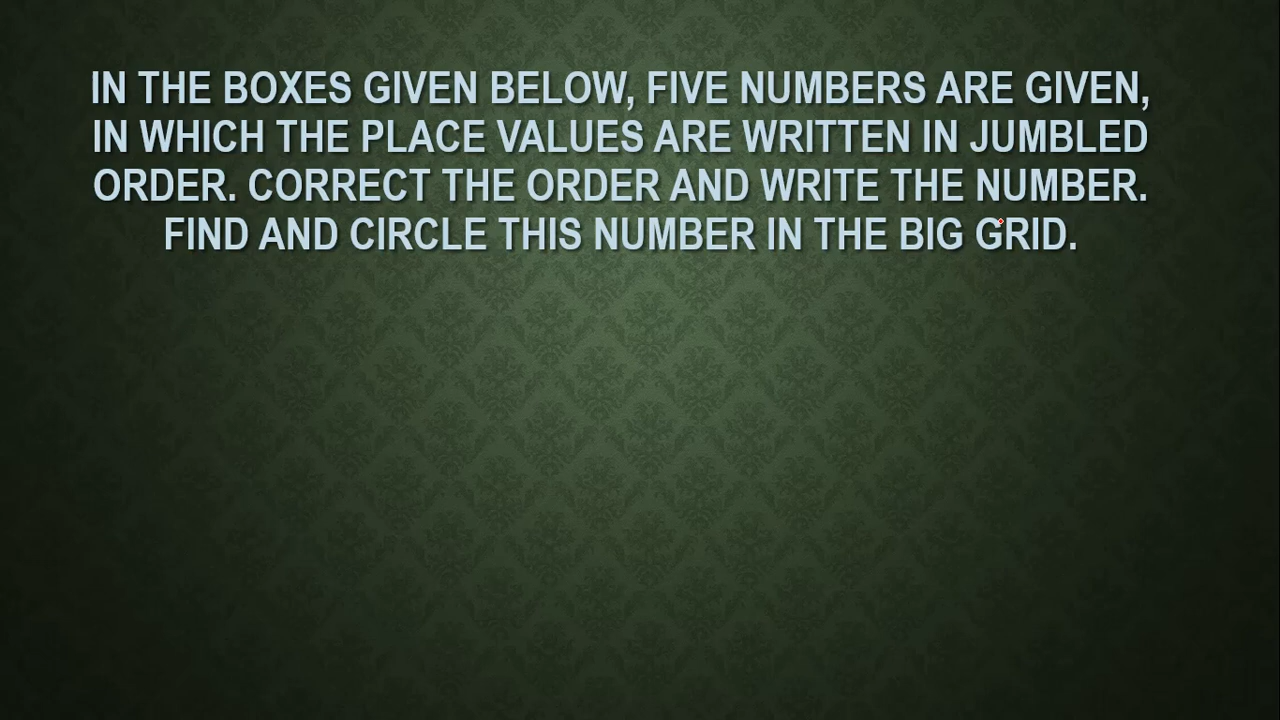 IN THE BOXES GIVEN BELOW, FIVE NUMBERS ARE GIVEN,
IN WHICH THE PLACE VALUES ARE WRITTEN IN JUMBLED
ORDER. CORRECT THE ORDER AND WRITE THE NUMBER.
FIND AND CIRCLE THIS NUMBER IN THE BIG GRID.